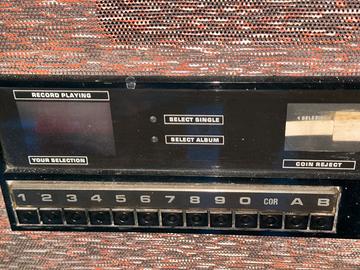 RECORD PLAYING
SELECT SINGLE
SELECT ALBUM
YOUR SELECTION
COIN REJECT
1 2 3 4 5 6 7 8 9 0 COR A B